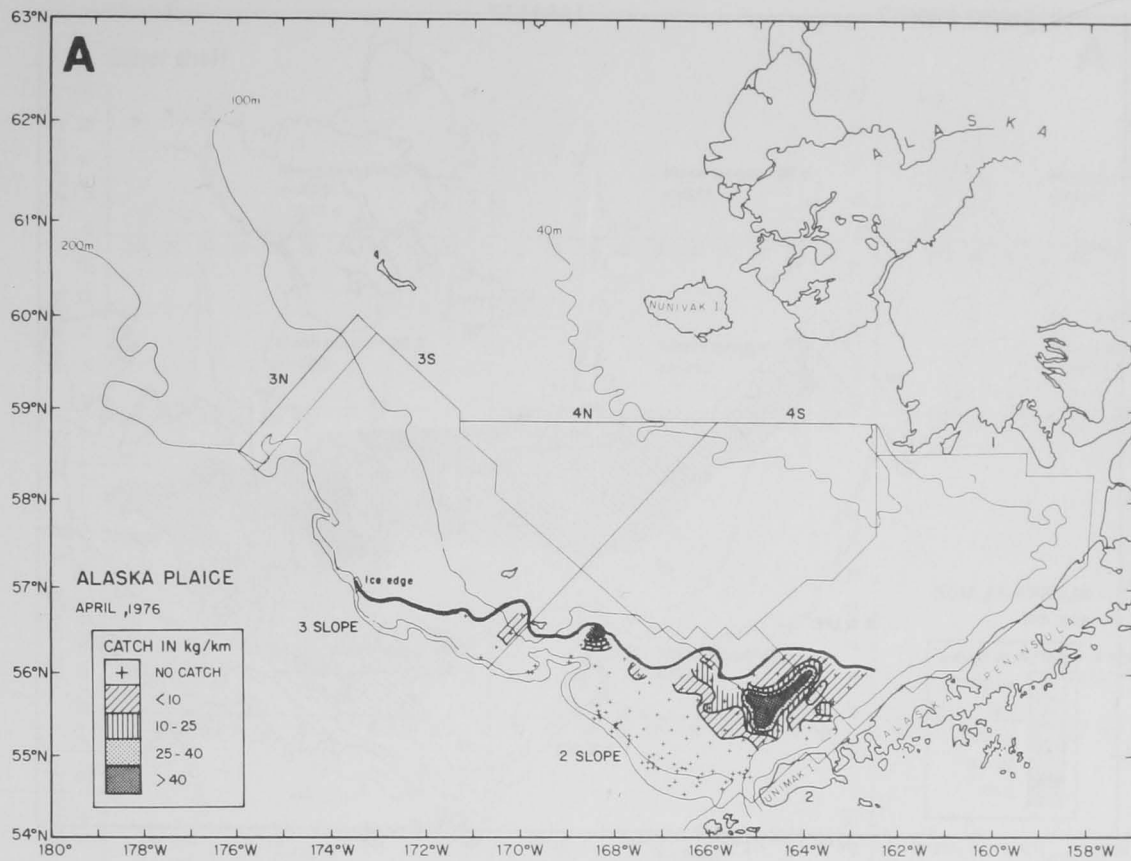 A
63°N
62°N
61°N
60°N
59°N
58°N
57°N
56°N
55°N
54°N
100m
200m
40m
A L A S K A
NUNIVAK I.
3N
3S
4N
4S
1
Ice edge
3 SLOPE
2 SLOPE
ALASKA PENINSULA
UNIMAK I.
2
ALASKA PLAICE
APRIL, 1976
CATCH IN kg/km
+ NO CATCH
<10
10-25
25-40
>40
180°
178°
176°
174°
172°
170°
168°
166°
164°
162°
160°
158°W